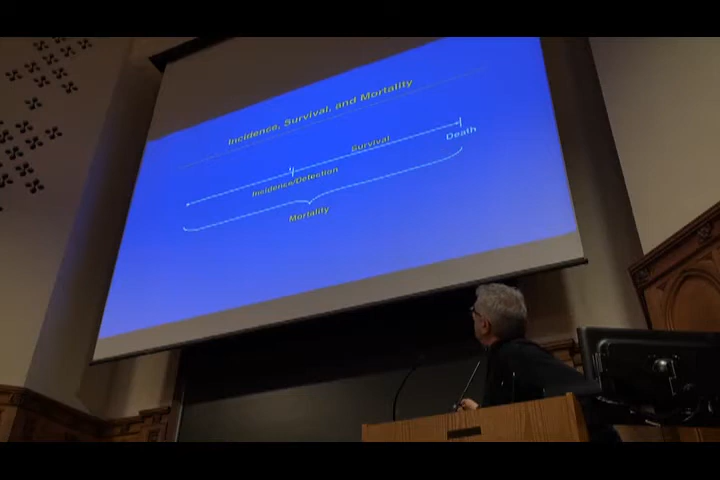 Incidence, Survival, and Mortality
Survival
Death
Incidence/Detection
Mortality